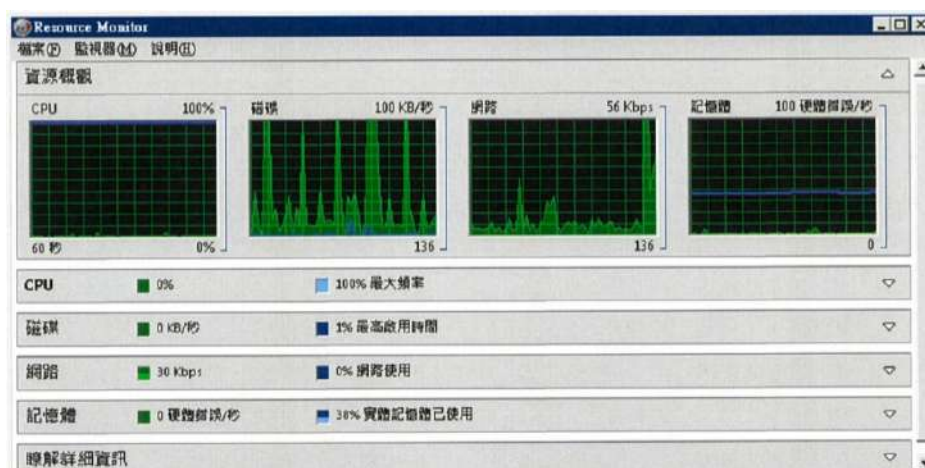 Resource Monitor
檔案(F) 監視器(M) 說明(H)
資源概觀
CPU 100% 磁碟 100 KB/秒 網路 56 Kbps 記憶體 100 硬體錯誤/秒
60 秒 0% 136 136 0
CPU 0% 100% 最大頻率
磁碟 0 KB/秒 1% 最高啟用時間
網路 30 Kbps 0% 網路使用
記憶體 0 硬體錯誤/秒 38% 實體記憶體已使用
瞭解詳細資訊